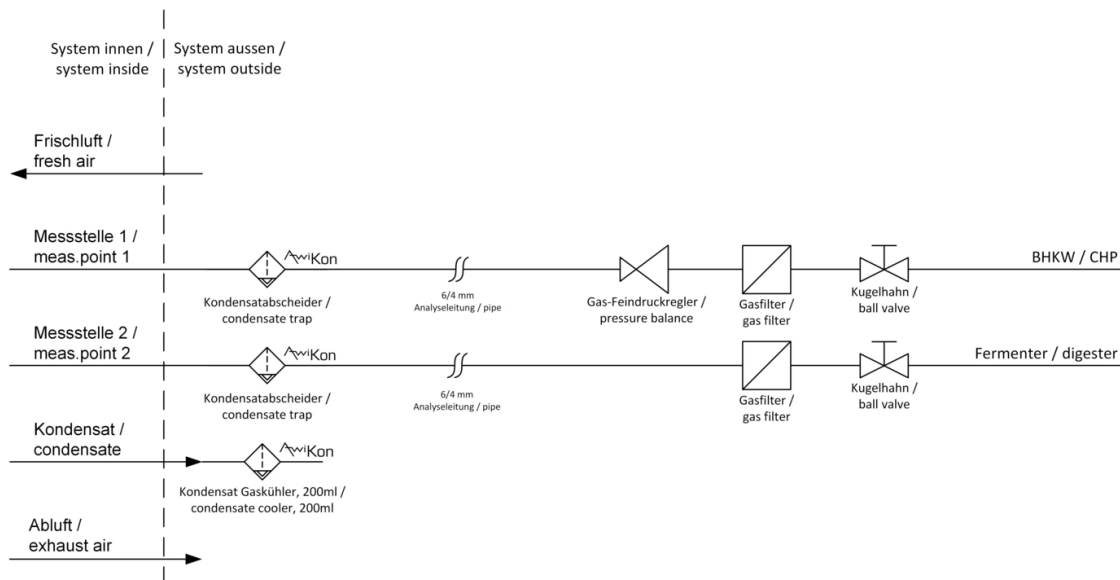 System innen /
system inside
System aussen /
system outside
Frischluft /
fresh air
Messstelle 1 /
meas.point 1
AwiKon
BHKW / CHP
Kondensatabscheider /
condensate trap
6/4 mm
Analyseleitung / pipe
Gas-Feindruckregler /
pressure balance
Gasfilter /
gas filter
Kugelhahn /
ball valve
Messstelle 2 /
meas.point 2
AwiKon
Fermenter / digester
Kondensatabscheider /
condensate trap
6/4 mm
Analyseleitung / pipe
Gasfilter /
gas filter
Kugelhahn /
ball valve
Kondensat /
condensate
AwiKon
Kondensat Gaskühler, 200ml /
condensate cooler, 200ml
Abluft /
exhaust air